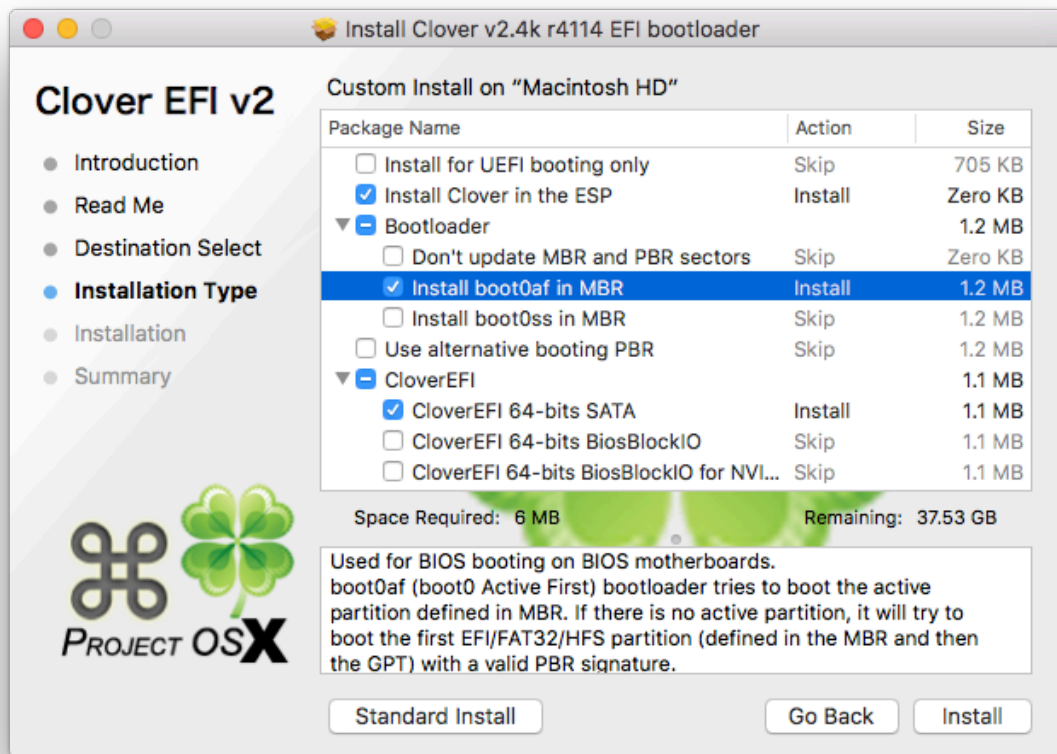 Install Clover v2.4k r4114 EFI bootloader
Clover EFI v2
Introduction
Read Me
Destination Select
Installation Type
Installation
Summary
PROJECT OSX
Custom Install on “Macintosh HD”
Package Name Action Size
Install for UEFI booting only Skip 705 KB
Install Clover in the ESP Install Zero KB
Bootloader 1.2 MB
Don't update MBR and PBR sectors Skip Zero KB
Install boot0af in MBR Install 1.2 MB
Install boot0ss in MBR Skip 1.2 MB
Use alternative booting PBR Skip 1.2 MB
CloverEFI 1.1 MB
CloverEFI 64-bits SATA Install 1.1 MB
CloverEFI 64-bits BiosBlockIO Skip 1.1 MB
CloverEFI 64-bits BiosBlockIO for NVI... Skip 1.1 MB
Space Required: 6 MB Remaining: 37.53 GB
Used for BIOS booting on BIOS motherboards.
boot0af (boot0 Active First) bootloader tries to boot the active
partition defined in MBR. If there is no active partition, it will try to
boot the first EFI/FAT32/HFS partition (defined in the MBR and then
the GPT) with a valid PBR signature.
Standard Install Go Back Install